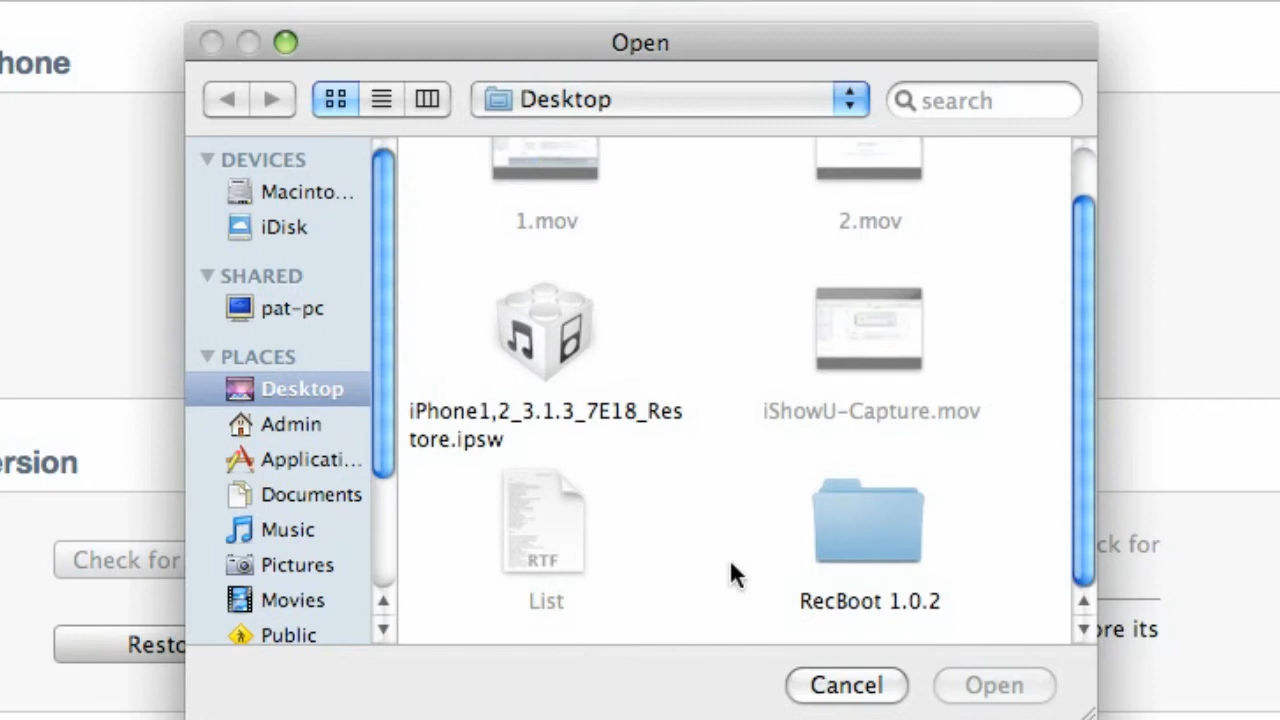 Open
hone
Desktop
search
DEVICES
Macinto...
iDisk
SHARED
pat-pc
PLACES
Desktop
Admin
Applicati...
Documents
Music
Pictures
Movies
Public
1.mov
2.mov
iPhone1,2_3.1.3_7E18_Res
tore.ipsw
iShowU-Capture.mov
RTF
List
RecBoot 1.0.2
ersion
Check for
ck for
Resto
ore its
Cancel
Open